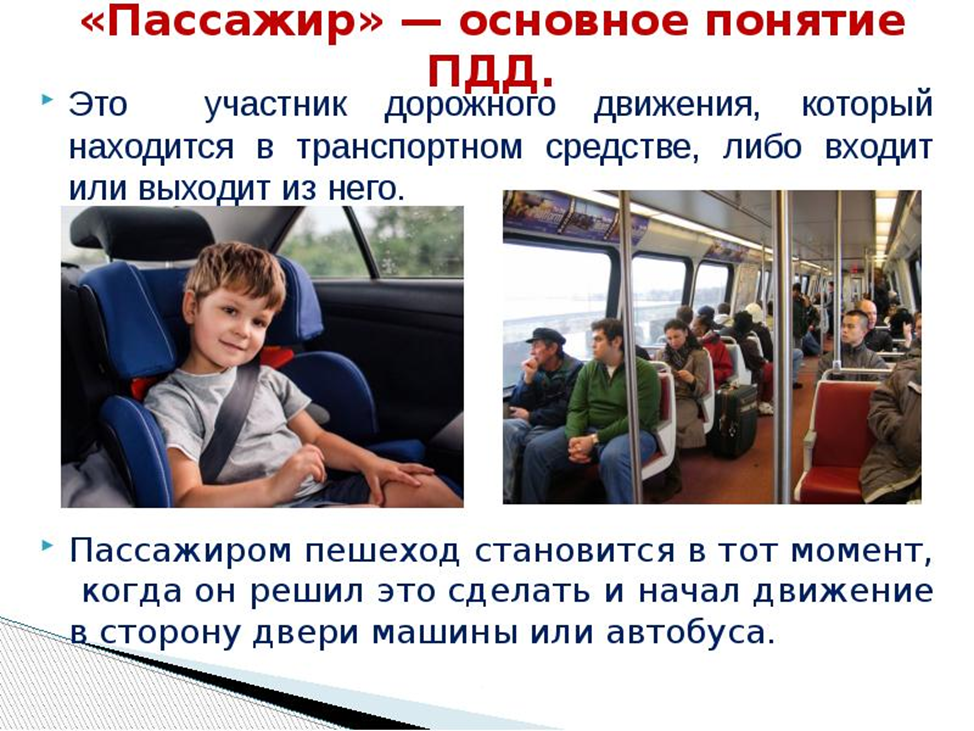 «Пассажир» — основное понятие
ПДД.
Это участник дорожного движения, который
находится в транспортном средстве, либо входит
или выходит из него.
Пассажиром пешеход становится в тот момент,
когда он решил это сделать и начал движение
в сторону двери машины или автобуса.